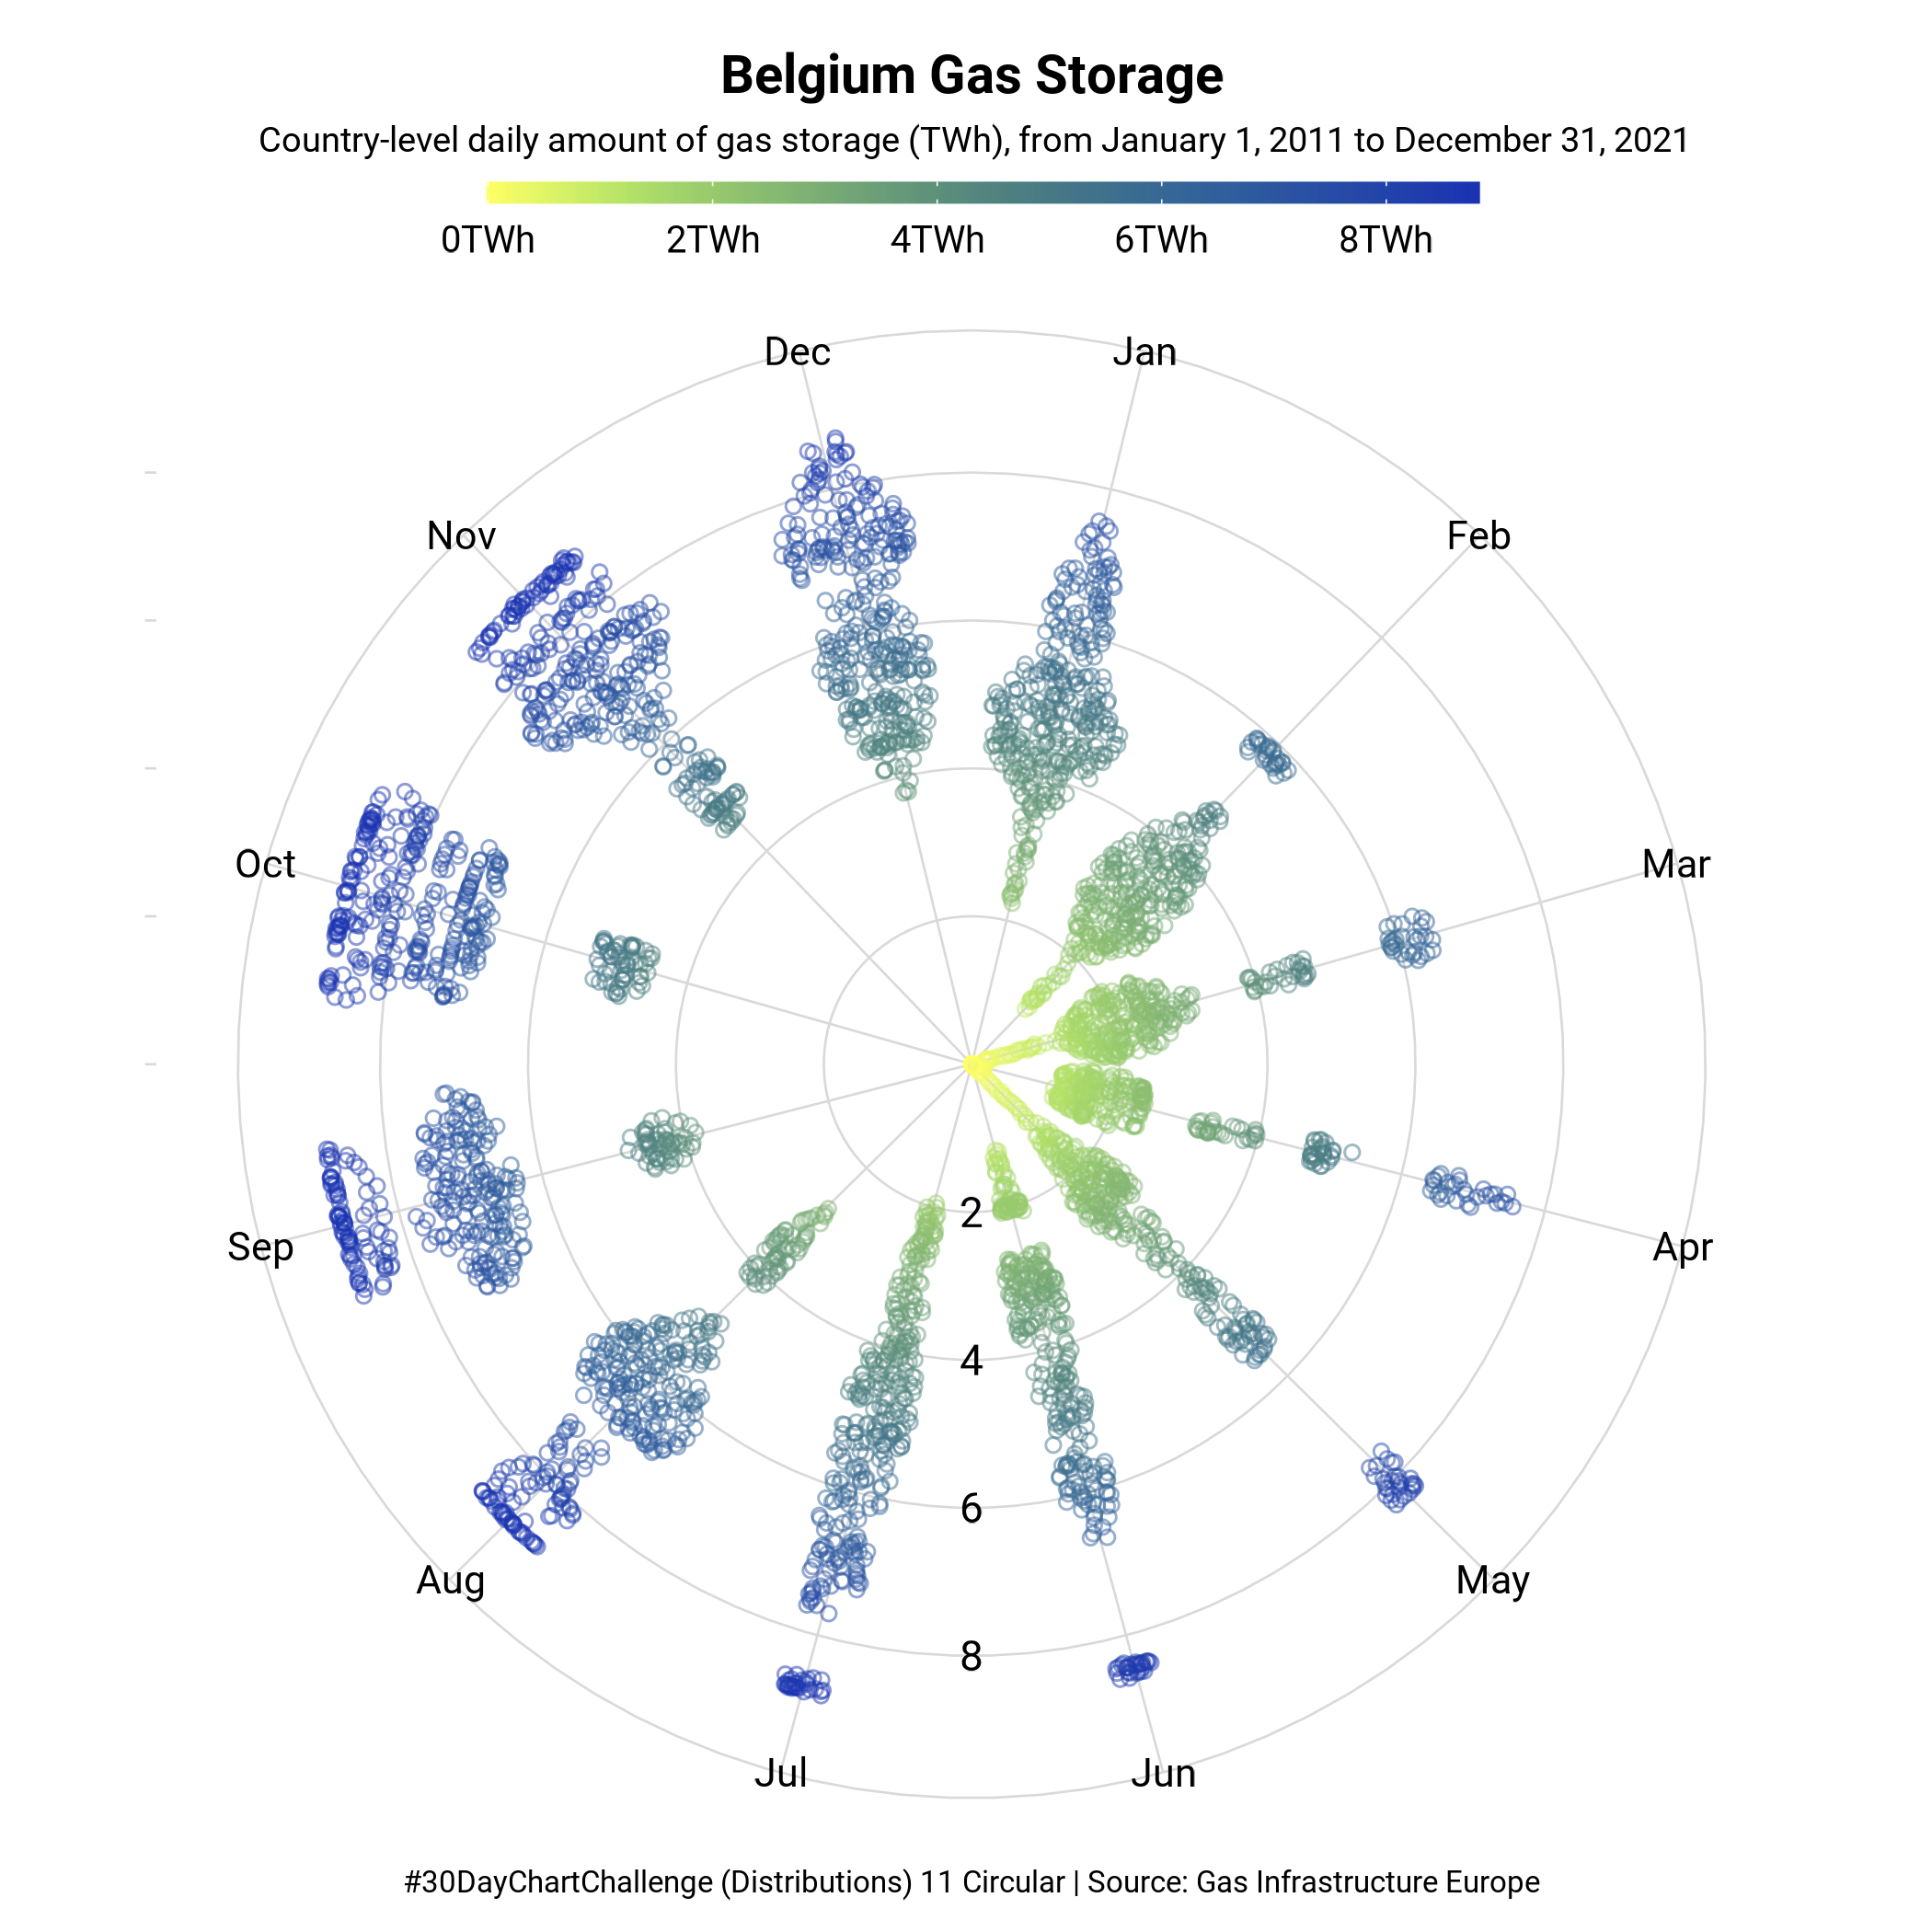 Belgium Gas Storage
Country-level daily amount of gas storage (TWh), from January 1, 2011 to December 31, 2021
0TWh 2TWh 4TWh 6TWh 8TWh
Dec Jan
Nov Feb
Oct Mar
2
Sep Apr
4
6
Aug May
8
Jul Jun
#30DayChartChallenge (Distributions) 11 Circular | Source: Gas Infrastructure Europe